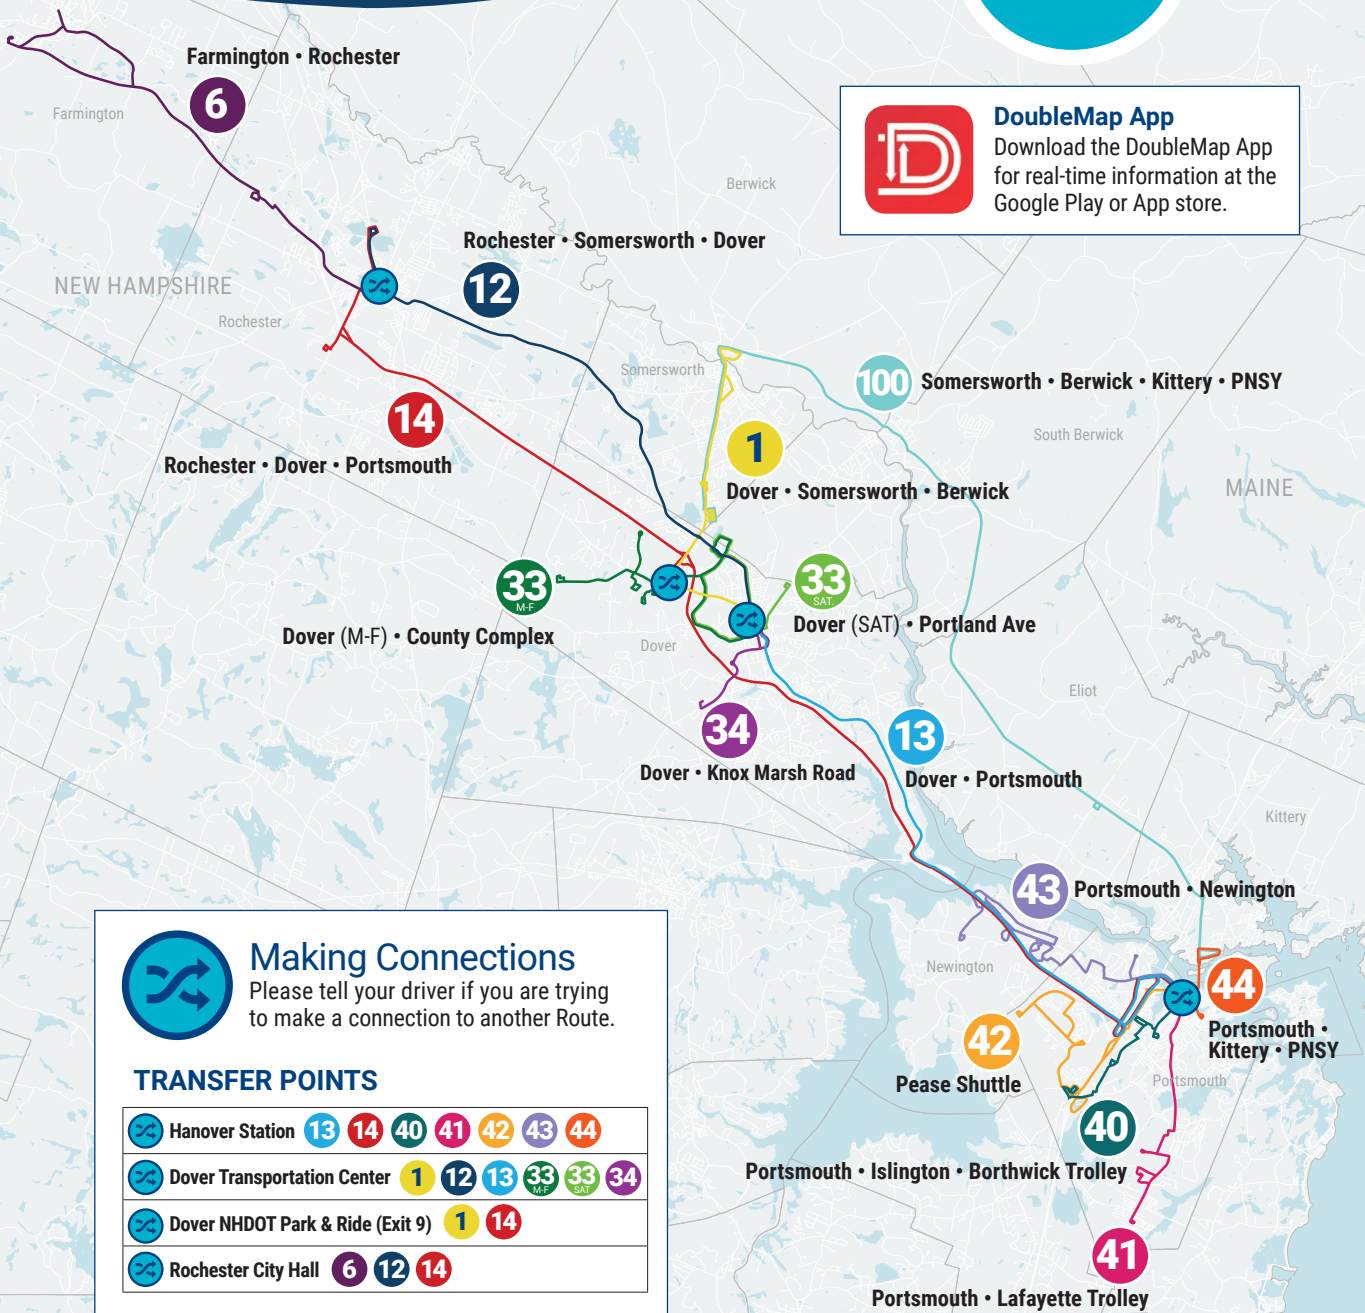 Farmington • Rochester
6
Farmington
DoubleMap App
Download the DoubleMap App
for real-time information at the
Google Play or App store.
Berwick
Rochester • Somersworth • Dover
12
NEW HAMPSHIRE
Rochester
Somersworth
100 Somersworth • Berwick • Kittery • PNSY
14
Rochester • Dover • Portsmouth
South Berwick
1
Dover • Somersworth • Berwick
MAINE
33
M-F
Dover (M-F) • County Complex
33
SAT.
Dover (SAT) • Portland Ave
Dover
Eliot
34
Dover • Knox Marsh Road
13
Dover • Portsmouth
Kittery
43 Portsmouth • Newington
Newington
44
Portsmouth •
Kittery • PNSY
42
Pease Shuttle
Portsmouth
40
Portsmouth • Islington • Borthwick Trolley
41
Portsmouth • Lafayette Trolley
Making Connections
Please tell your driver if you are trying
to make a connection to another Route.
TRANSFER POINTS
Hanover Station 13 14 40 41 42 43 44
Dover Transportation Center 1 12 13 33 M-F 33 SAT 34
Dover NHDOT Park & Ride (Exit 9) 1 14
Rochester City Hall 6 12 14